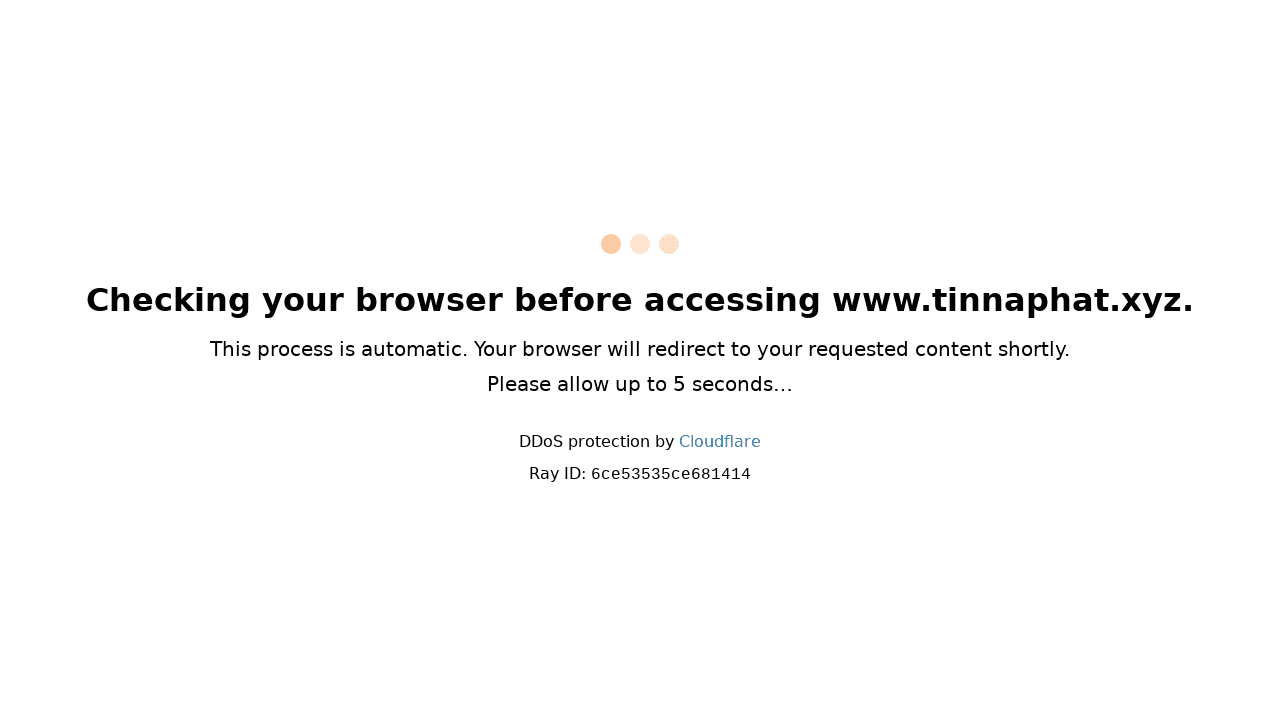 Checking your browser before accessing www.tinnaphat.xyz.
This process is automatic. Your browser will redirect to your requested content shortly.
Please allow up to 5 seconds…
DDoS protection by Cloudflare
Ray ID: 6ce53535ce681414